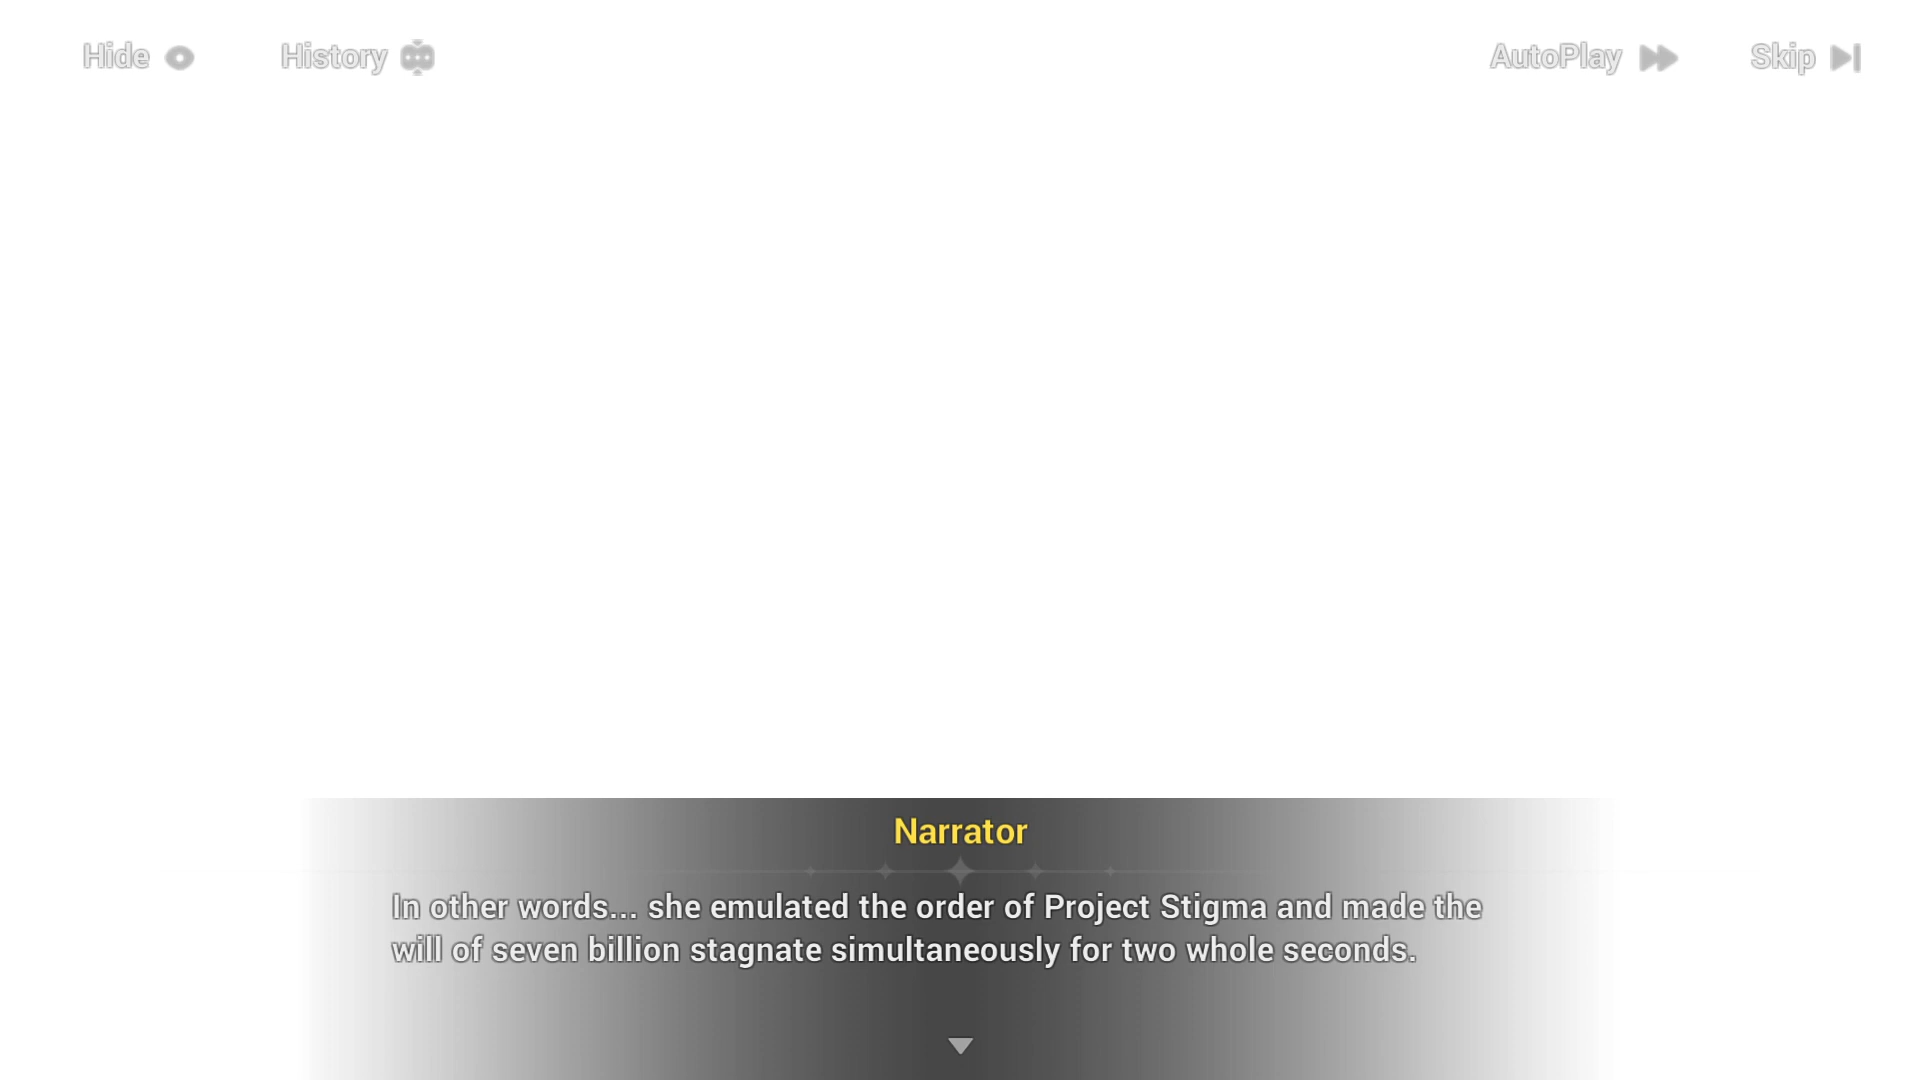 Hide
History
AutoPlay
Skip
Narrator
In other words... she emulated the order of Project Stigma and made the
will of seven billion stagnate simultaneously for two whole seconds.